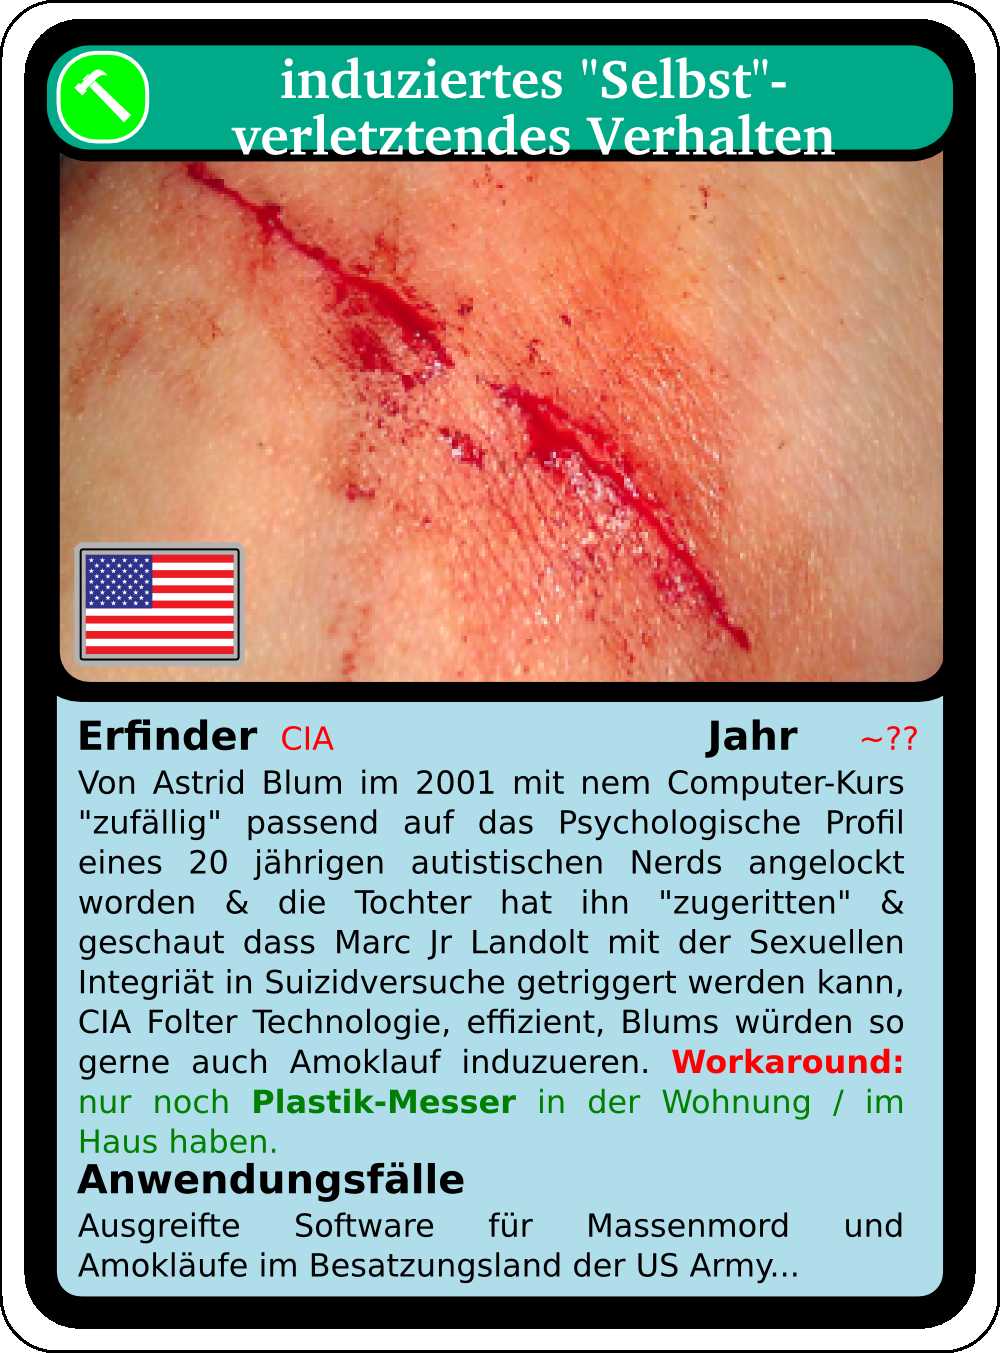 induziertes "Selbst"-
verletztendes Verhalten
Erfinder CIA Jahr ~??
Von Astrid Blum im 2001 mit nem Computer-Kurs
"zufällig" passend auf das Psychologische Profil
eines 20 jährigen autistischen Nerds angelockt
worden & die Tochter hat ihn "zugeritten" &
geschaut dass Marc Jr Landolt mit der Sexuellen
Integriät in Suizidversuche getriggert werden kann,
CIA Folter Technologie, effizient, Blums würden so
gerne auch Amoklauf induzueren. Workaround:
nur noch Plastik-Messer in der Wohnung / im
Haus haben.
Anwendungsfälle
Ausgreifte Software für Massenmord und
Amokläufe im Besatzungsland der US Army...